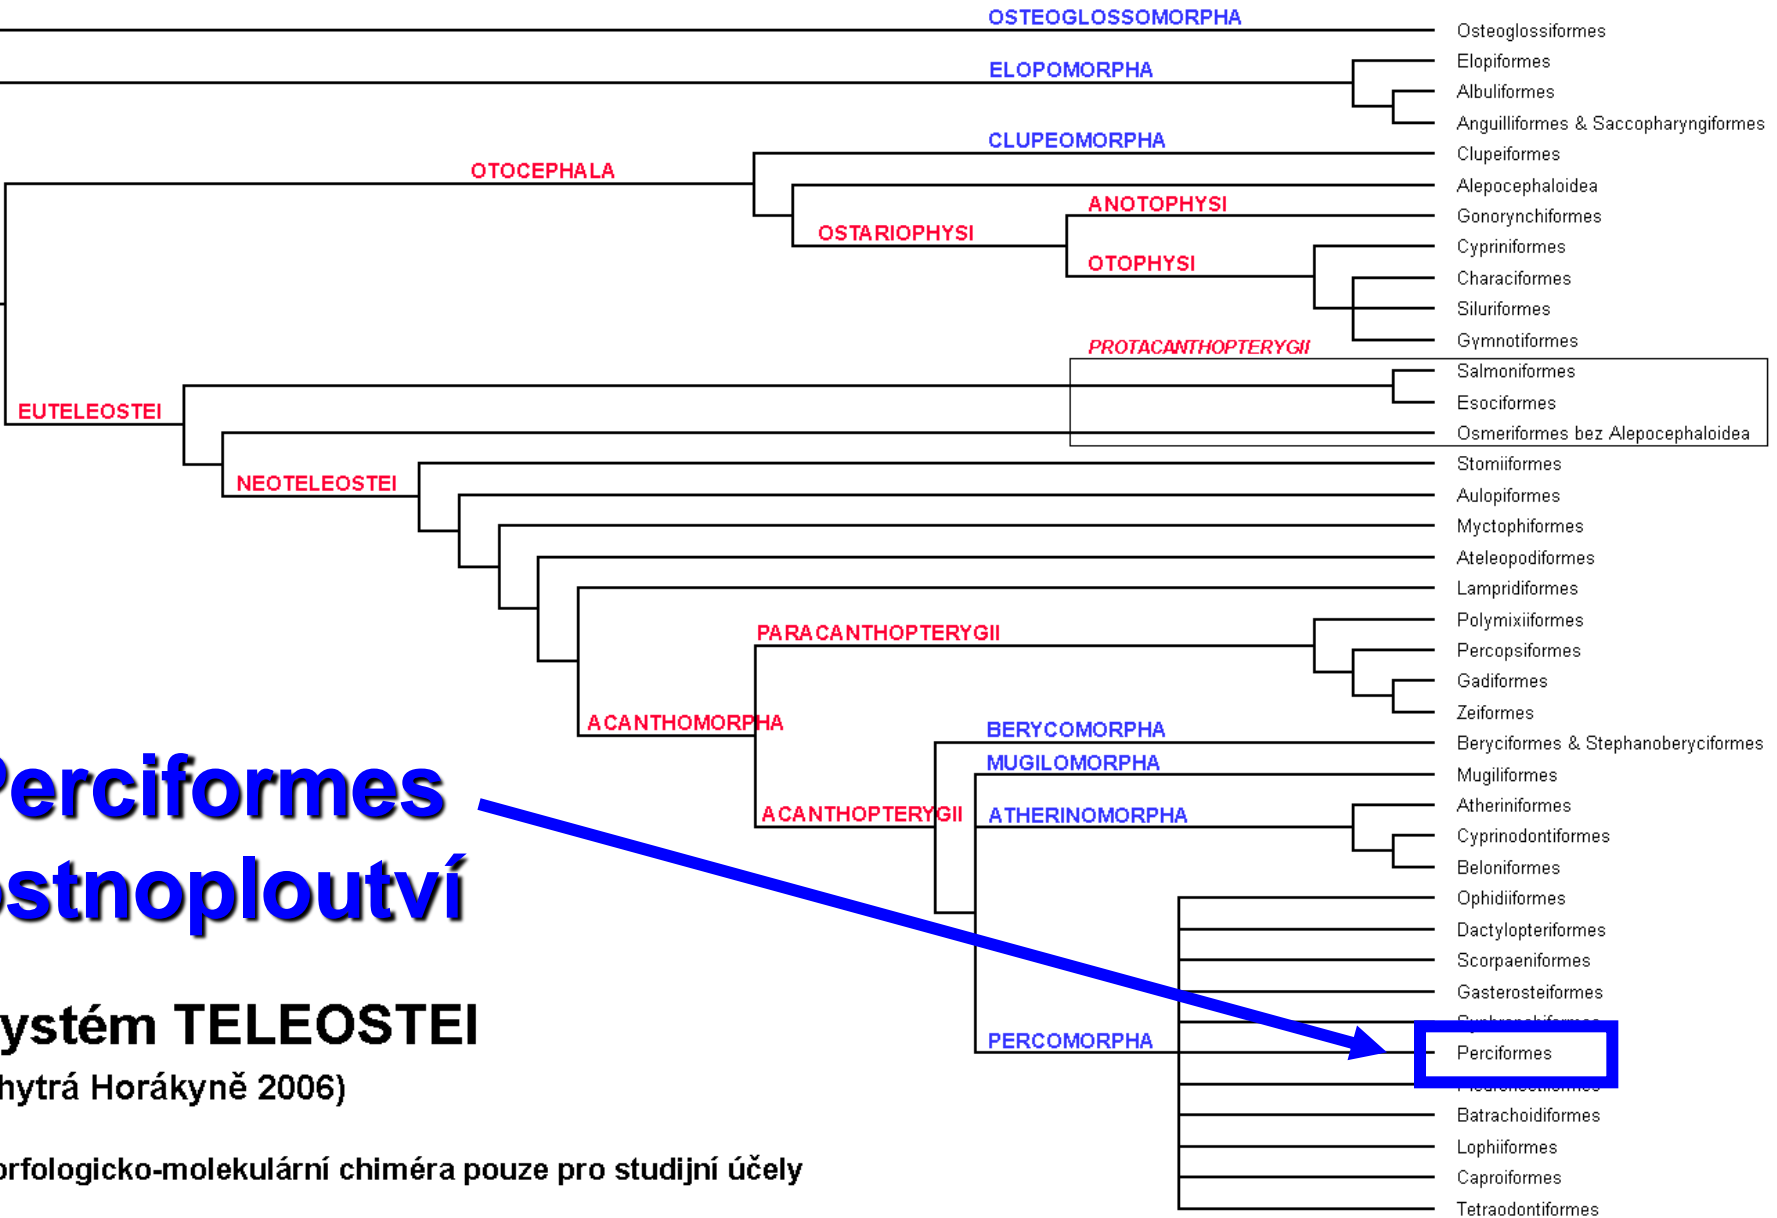 OSTEOGLOSSOMORPHA
Osteoglossiformes
Elopiformes
ELOPOMORPHA
Albuliformes
Anguilliformes & Saccopharyngiformes
CLUPEOMORPHA
Clupeiformes
OTOCEPHALA
Alepocephaloidea
ANOTOPHYSI
Gonorynchiformes
OSTARIOPHYSI
Cypriniformes
OTOPHYSI
Characiformes
Siluriformes
Gymnotiformes
PROTACANTHOPTERYGII
Salmoniformes
EUTELEOSTEI
Esociformes
Osmeriformes bez Alepocephaloidea
Stomiiformes
NEOTELEOSTEI
Aulopiformes
Myctophiformes
Ateleopodiformes
Lampridiformes
Polymixiiformes
PARACANTHOPTERYGII
Percopsiformes
Gadiformes
Zeiformes
ACANTHOMORPHA
BERYCOMORPHA
Beryciformes & Stephanoberyciformes
MUGILOMORPHA
Mugiliformes
Atheriniformes
ACANTHOPTERYGII
ATHERINOMORPHA
Cyprinodontiformes
Beloniformes
Ophidiiformes
Dactylopteriformes
Scorpaeniformes
Gasterosteiformes
PERCOMORPHA
Perciformes
Batrachoidiformes
Lophiiformes
Caproiformes
Tetraodontiformes
Perciformes
ostnoploutví
ystém TELEOSTEI
hytrá Horákyně 2006)
orfologicko-molekulární chiméra pouze pro studijní účely